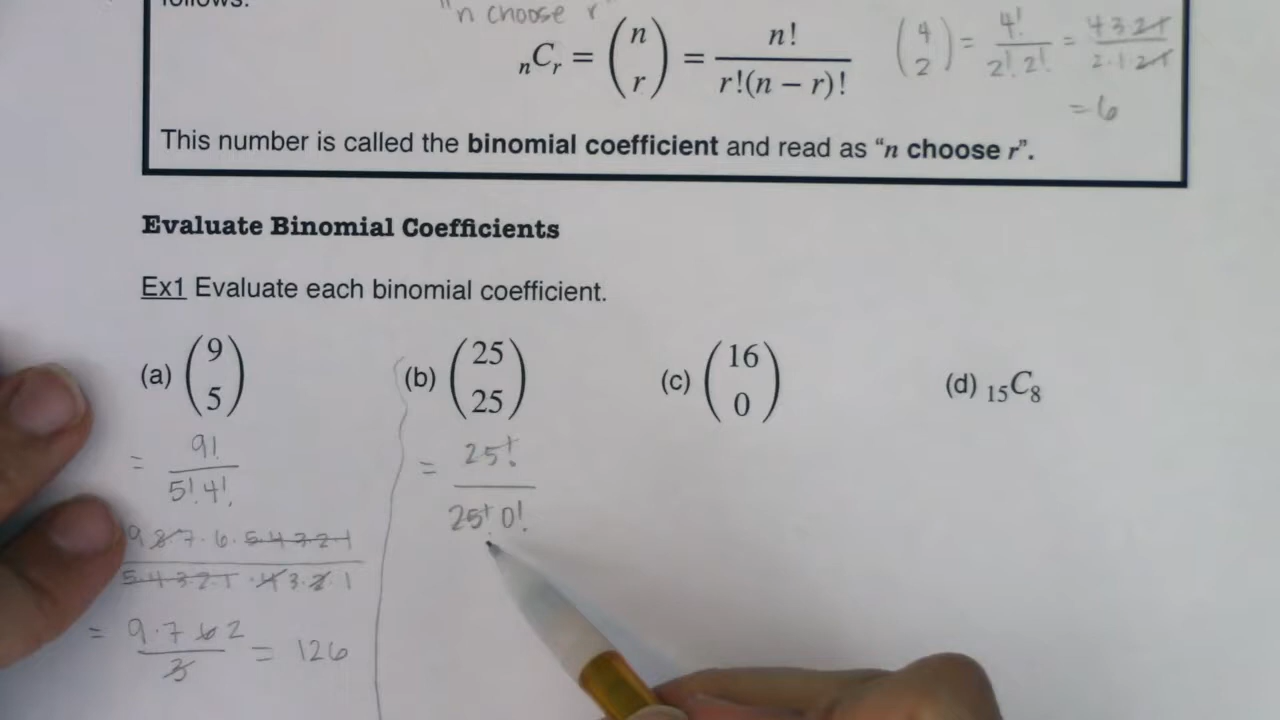 follows:
"n choose r"
nCr = (n r) = n! / r!(n − r)!
(4 2) = 4! / 2! 2! = 4 3 · 2 1 / 2 · 1 · 2 1
= 6
This number is called the binomial coefficient and read as “n choose r”.
Evaluate Binomial Coefficients
Ex1 Evaluate each binomial coefficient.
(a) (9 5) (b) (25 25) (c) (16 0) (d) 15C8
= 9! / 5! 4!
= 25! / 25! 0!
9 8 · 7 · 6 · 5 4 3 2 1 / 5 · 4 · 3 · 2 · 1 · 4 3 · 2 · 1
= 9 · 7 6 2 / 3 = 126